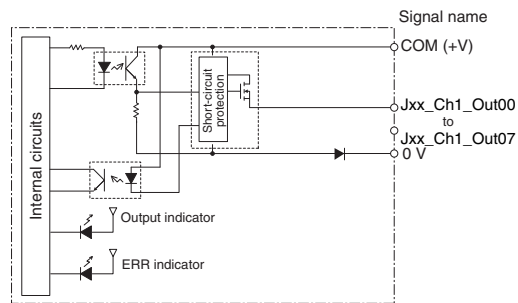 Signal name
COM (+V)
Internal circuits
Short-circuit
protection
Jxx_Ch1_Out00
to
Jxx_Ch1_Out07
0 V
Output indicator
ERR indicator